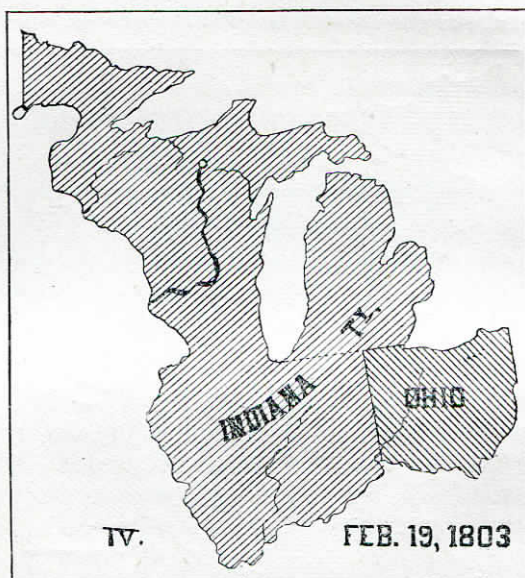 TY.
INDIANA
OHIO
IV.
FEB. 19, 1803